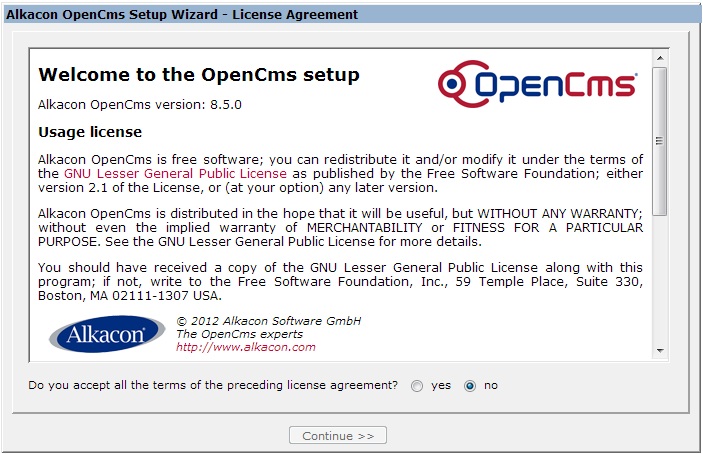 Alkacon OpenCms Setup Wizard - License Agreement
Welcome to the OpenCms setup
OpenCms
Alkacon OpenCms version: 8.5.0
Usage license
Alkacon OpenCms is free software; you can redistribute it and/or modify it under the terms of
the GNU Lesser General Public License as published by the Free Software Foundation; either
version 2.1 of the License, or (at your option) any later version.
Alkacon OpenCms is distributed in the hope that it will be useful, but WITHOUT ANY WARRANTY;
without even the implied warranty of MERCHANTABILITY or FITNESS FOR A PARTICULAR
PURPOSE. See the GNU Lesser General Public License for more details.
You should have received a copy of the GNU Lesser General Public License along with this
program; if not, write to the Free Software Foundation, Inc., 59 Temple Place, Suite 330,
Boston, MA 02111-1307 USA.
Alkacon
© 2012 Alkacon Software GmbH
The OpenCms experts
http://www.alkacon.com
Do you accept all the terms of the preceding license agreement? yes no
Continue >>